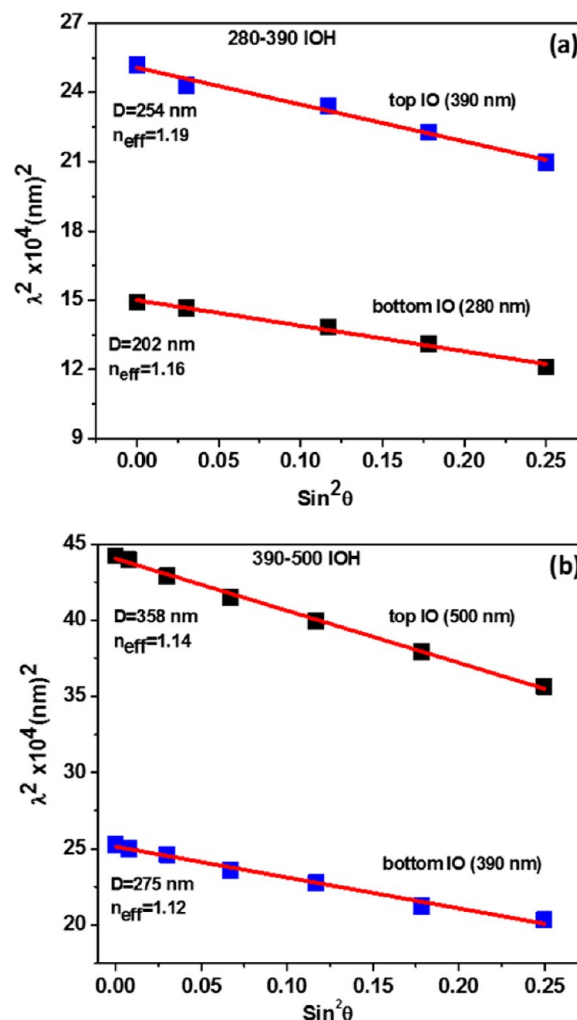 280-390 IOH
(a)
27
24
21
18
15
12
9
λ² x10⁴(nm)²
top IO (390 nm)
D=254 nm
nₑff=1.19
bottom IO (280 nm)
D=202 nm
nₑff=1.16
0.00 0.05 0.10 0.15 0.20 0.25
Sin²θ
390-500 IOH
(b)
45
40
35
30
25
20
λ² x10⁴(nm)²
top IO (500 nm)
D=358 nm
nₑff=1.14
bottom IO (390 nm)
D=275 nm
nₑff=1.12
0.00 0.05 0.10 0.15 0.20 0.25
Sin²θ